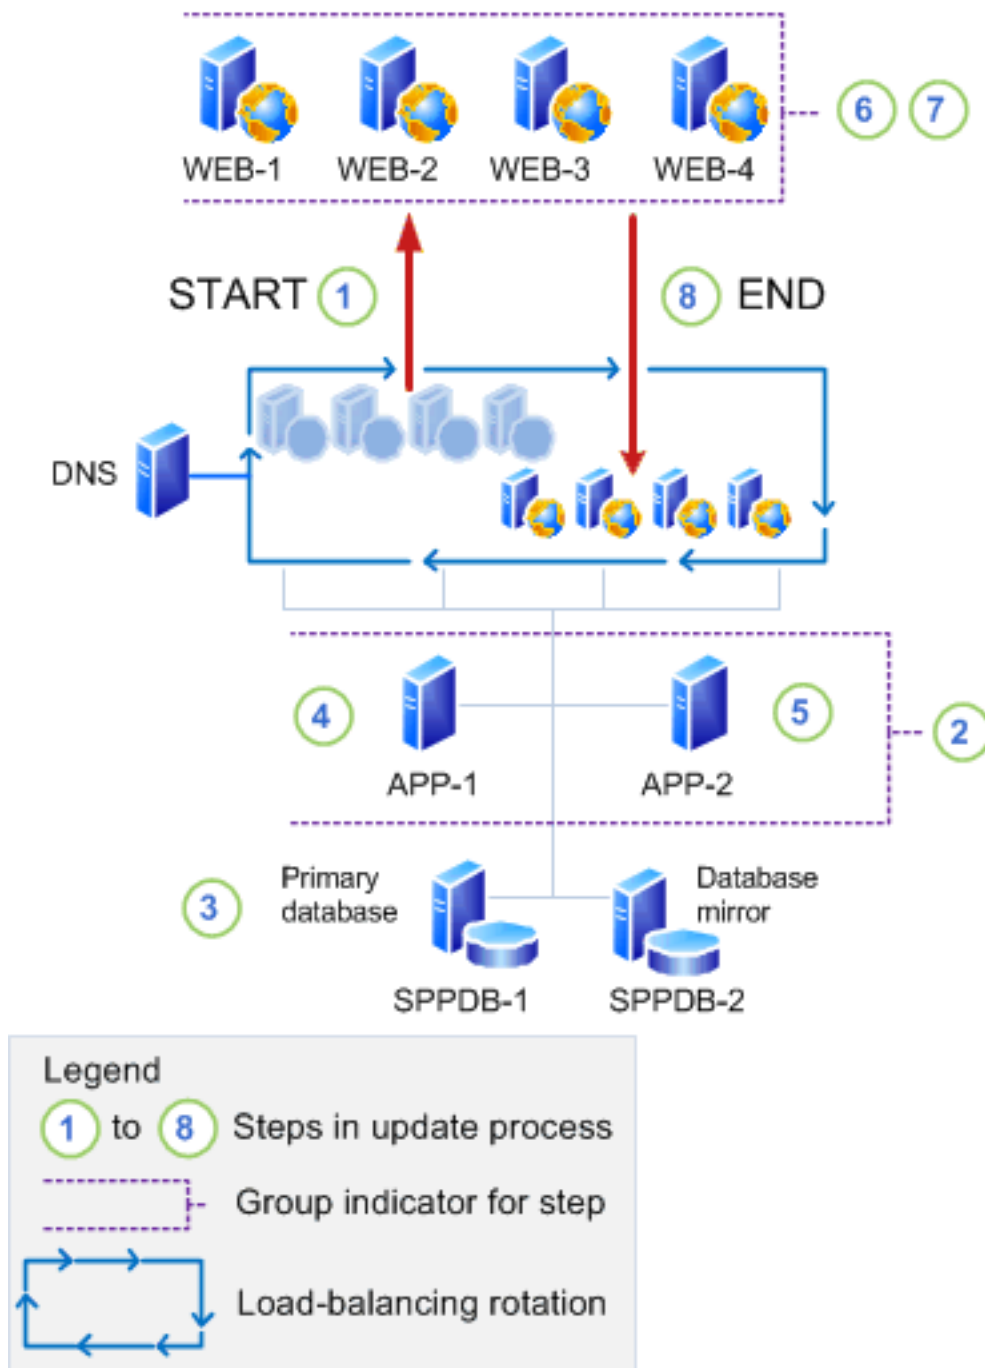 WEB-1 WEB-2 WEB-3 WEB-4
6 7
START 1 8 END
DNS
4 5 2
APP-1 APP-2
3
Primary
database
Database
mirror
SPPDB-1 SPPDB-2
Legend
1 to 8 Steps in update process
Group indicator for step
Load-balancing rotation